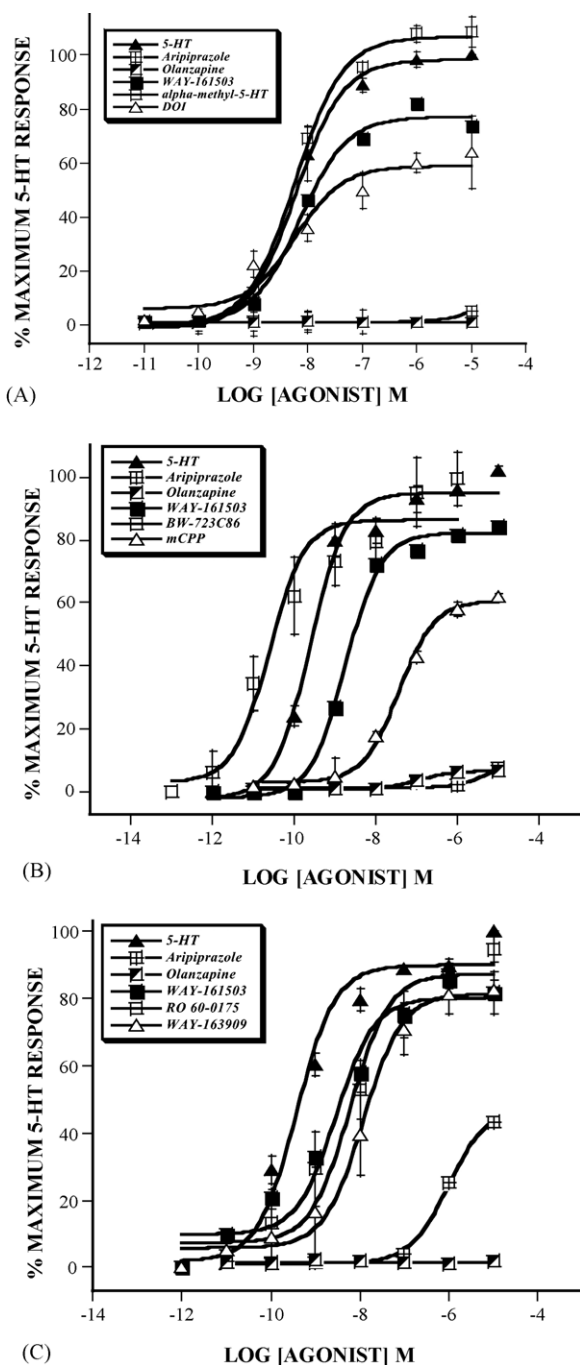 100
80
60
40
20
0
% MAXIMUM 5-HT RESPONSE
5-HT
Aripiprazole
Olanzapine
WAY-161503
alpha-methyl-5-HT
DOI
-12 -11 -10 -9 -8 -7 -6 -5 -4
LOG [AGONIST] M
(A)
100
80
60
40
20
0
% MAXIMUM 5-HT RESPONSE
5-HT
Aripiprazole
Olanzapine
WAY-161503
BW-723C86
mCPP
-14 -12 -10 -8 -6 -4
LOG [AGONIST] M
(B)
100
80
60
40
20
0
% MAXIMUM 5-HT RESPONSE
5-HT
Aripiprazole
Olanzapine
WAY-161503
RO 60-0175
WAY-163909
-14 -12 -10 -8 -6 -4
LOG [AGONIST] M
(C)